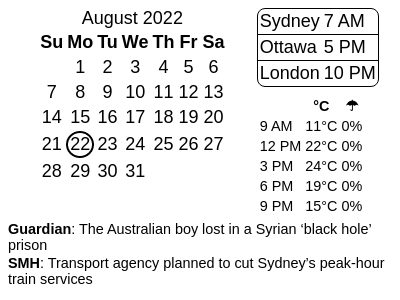 August 2022
Su Mo Tu We Th Fr Sa
1 2 3 4 5 6
7 8 9 10 11 12 13
14 15 16 17 18 19 20
21 22 23 24 25 26 27
28 29 30 31
Sydney 7 AM
Ottawa 5 PM
London 10 PM
°C ☂
9 AM 11°C 0%
12 PM 22°C 0%
3 PM 24°C 0%
6 PM 19°C 0%
9 PM 15°C 0%
Guardian: The Australian boy lost in a Syrian ‘black hole’
prison
SMH: Transport agency planned to cut Sydney’s peak-hour
train services